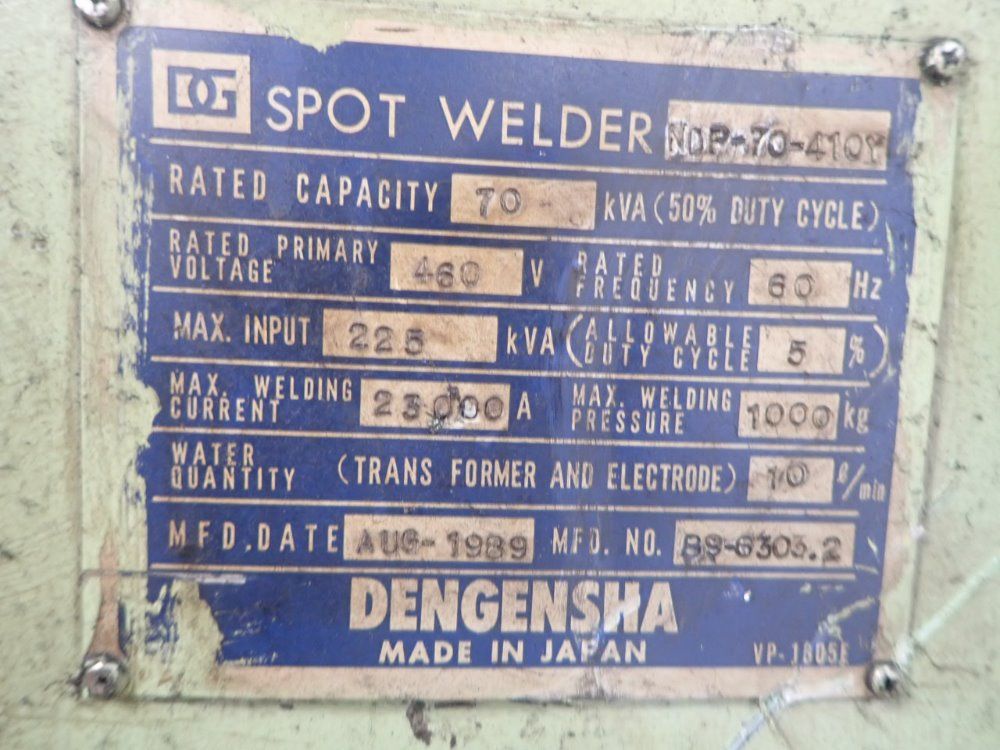 DG SPOT WELDER NDP-70-410Y
RATED CAPACITY 70 kVA (50% DUTY CYCLE)
RATED PRIMARY VOLTAGE 460 V RATED FREQUENCY 60 Hz
MAX. INPUT 225 kVA (ALLOWABLE DUTY CYCLE 5 %)
MAX. WELDING CURRENT 23000 A MAX. WELDING PRESSURE 1000 kg
WATER QUANTITY (TRANS FORMER AND ELECTRODE) 10 ℓ/min
MFD. DATE AUG-1989 MFD. NO. 89-6303.2
DENGENSHA
MADE IN JAPAN
VP-1805E